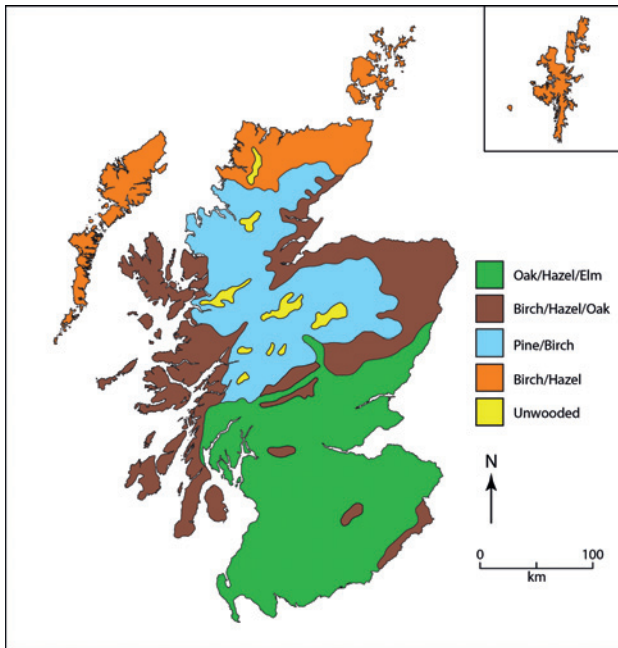 Oak/Hazel/Elm
Birch/Hazel/Oak
Pine/Birch
Birch/Hazel
Unwooded
N
0 100
km